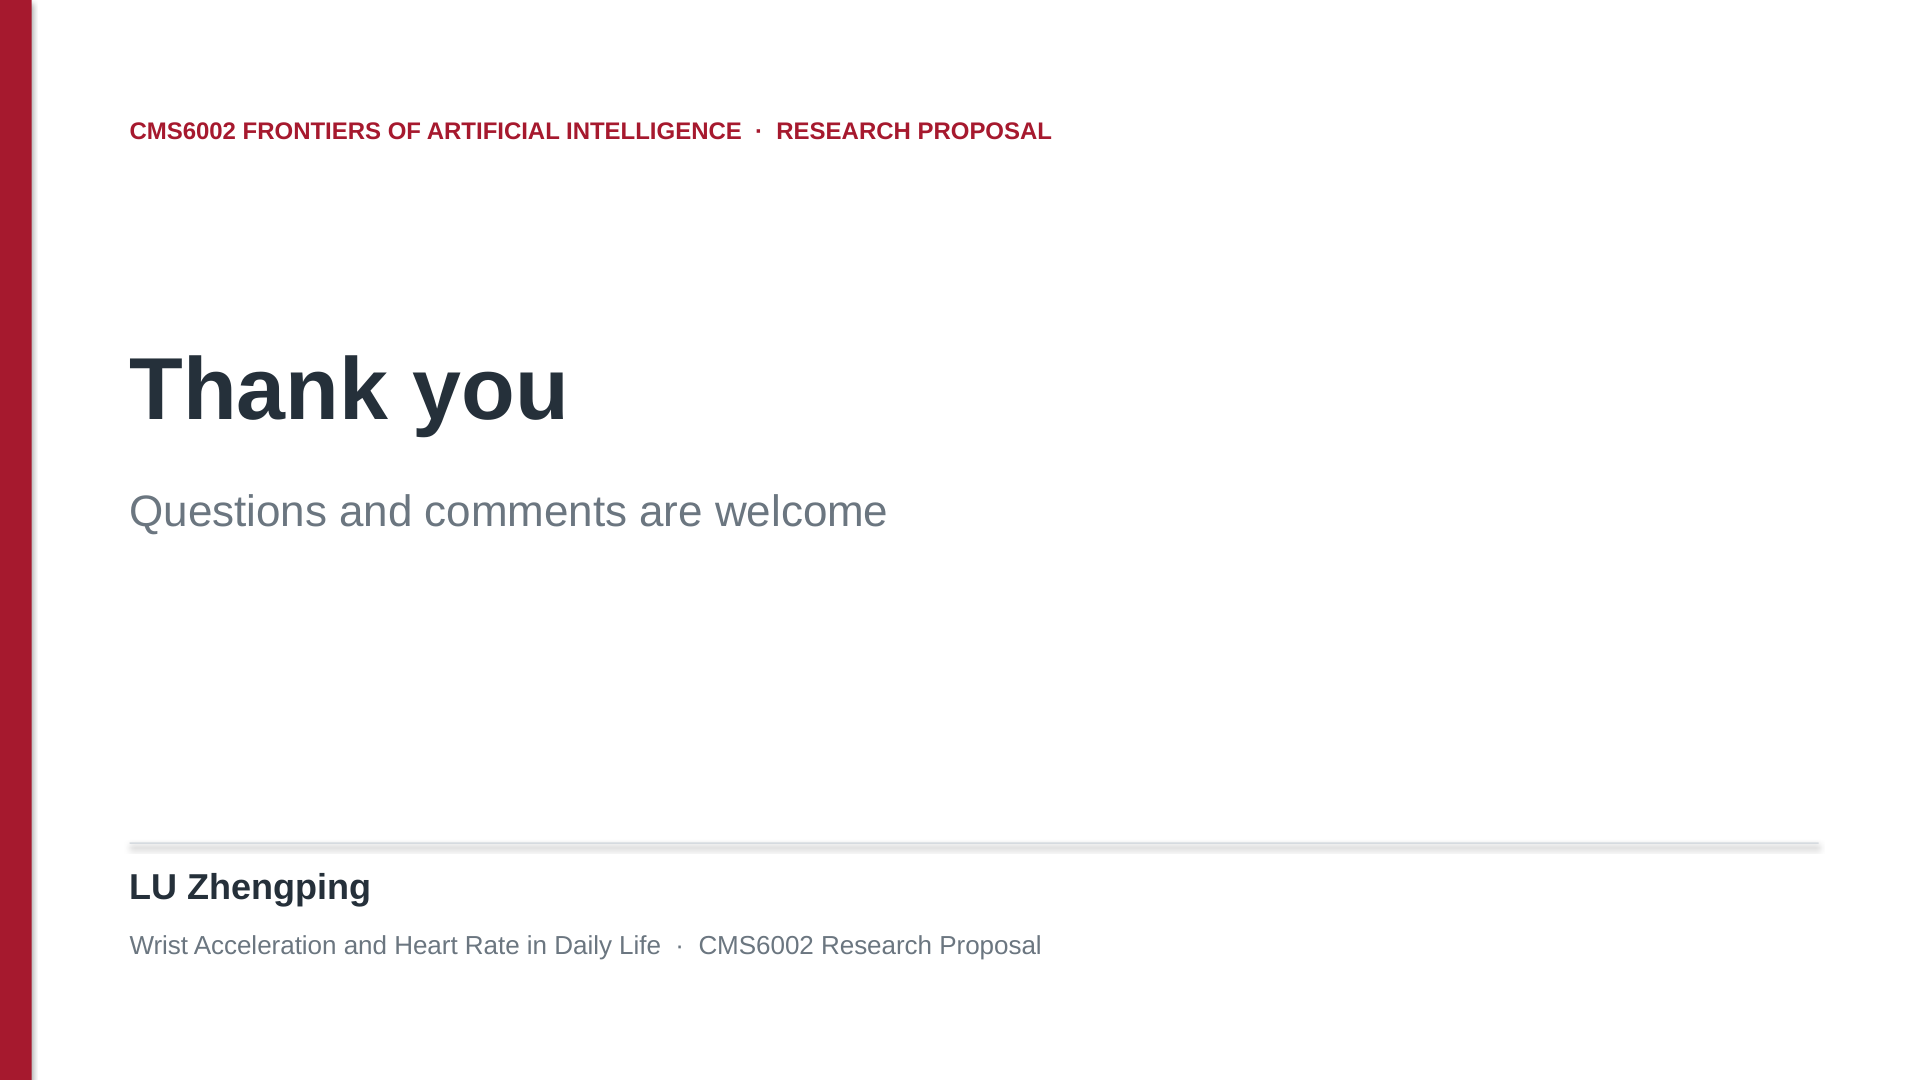 CMS6002 FRONTIERS OF ARTIFICIAL INTELLIGENCE · RESEARCH PROPOSAL
Thank you
Questions and comments are welcome
LU Zhengping
Wrist Acceleration and Heart Rate in Daily Life · CMS6002 Research Proposal